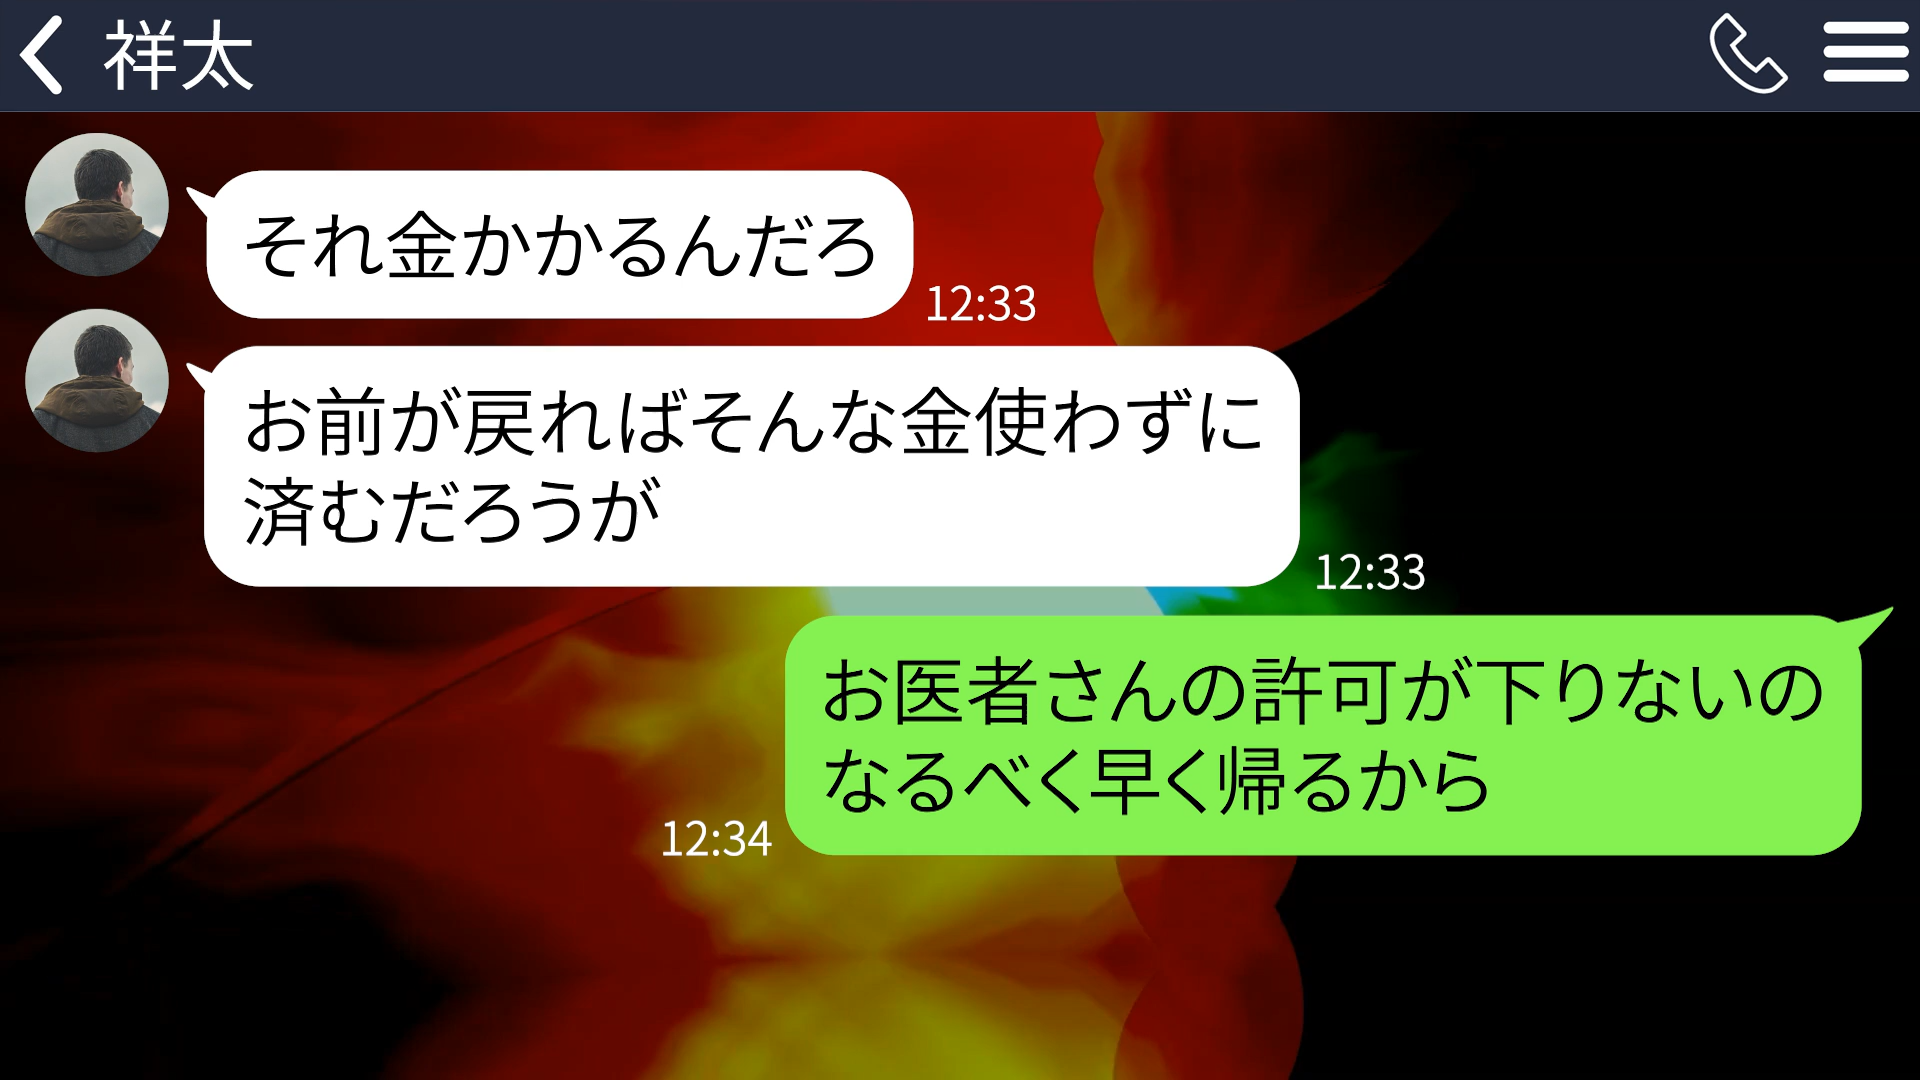 祥太
それ金かかるんだろ
12:33
お前が戻ればそんな金使わずに
済むだろうが
12:33
お医者さんの許可が下りないの
なるべく早く帰るから
12:34